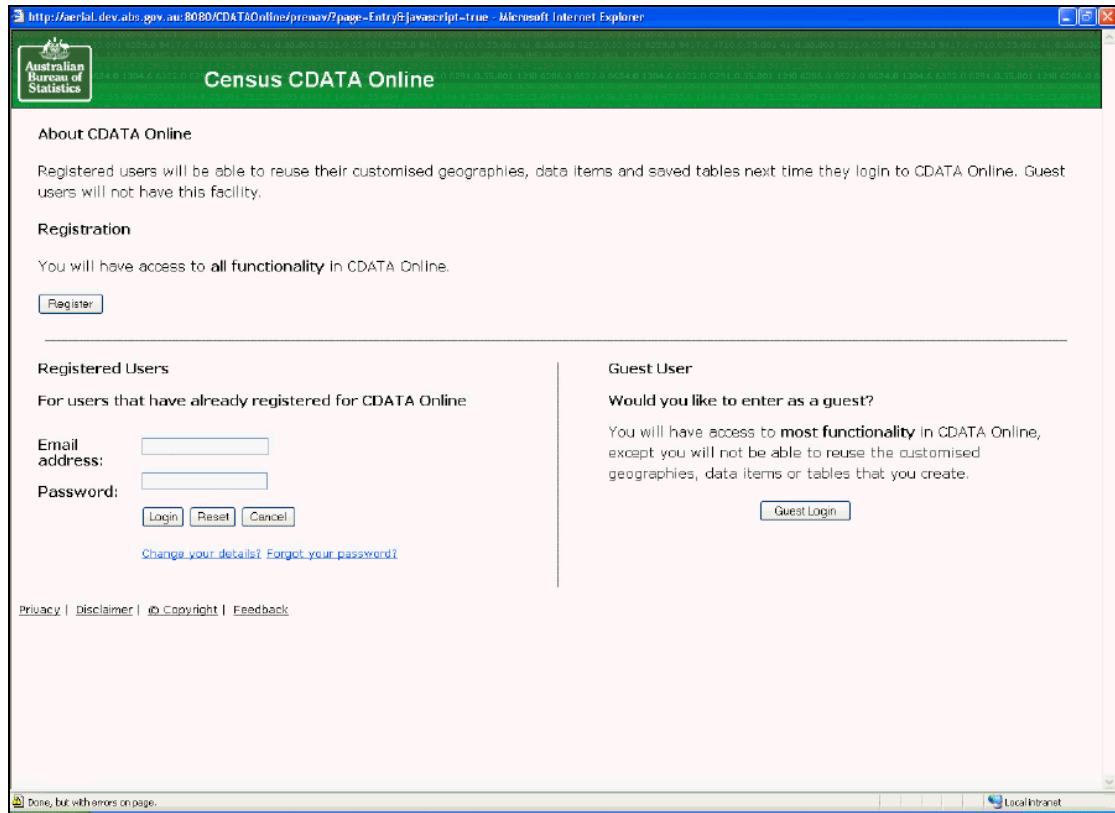 http://aerial.dev.abs.gov.au:8080/CDATAOnline/prenav/?page=Entry&javascript=true - Microsoft Internet Explorer
Australian
Bureau of
Statistics
Census CDATA Online
About CDATA Online
Registered users will be able to reuse their customised geographies, data items and saved tables next time they login to CDATA Online. Guest
users will not have this facility.
Registration
You will have access to all functionality in CDATA Online.
Register
Registered Users
For users that have already registered for CDATA Online
Email
address:
Password:
Login Reset Cancel
Change your details? Forgot your password?
Guest User
Would you like to enter as a guest?
You will have access to most functionality in CDATA Online,
except you will not be able to reuse the customised
geographies, data items or tables that you create.
Guest Login
Privacy | Disclaimer | © Copyright | Feedback
Done, but with errors on page.
Local intranet